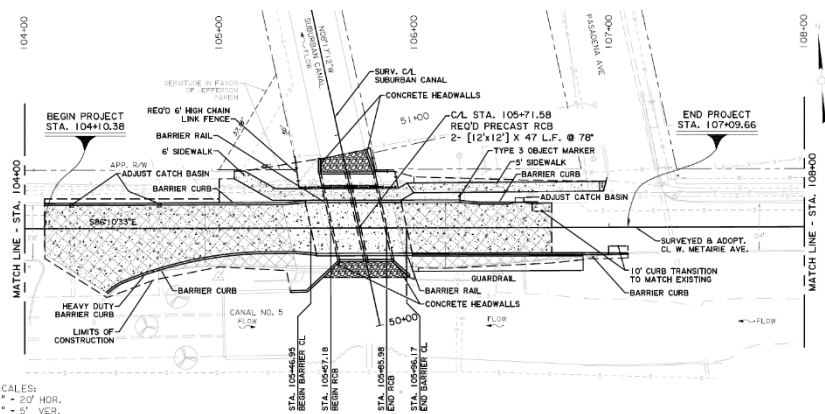 104+00
105+00
106+00
107+00
108+00
SUBURBAN CANAL
FLOW
N08°17'12"W
PASADENA AVE
N
SERVITUDE IN FAVOR
OF JEFFERSON
PARISH
SURV. C/L
SUBURBAN CANAL
CONCRETE HEADWALLS
51+00
BEGIN PROJECT
STA. 104+10.38
REQ'D 6' HIGH CHAIN
LINK FENCE
BARRIER RAIL
6' SIDEWALK
C/L STA. 105+71.58
REQ'D PRECAST RCB
2- [12'x12'] X 47 L.F. @ 78°
TYPE 3 OBJECT MARKER
5' SIDEWALK
BARRIER CURB
END PROJECT
STA. 107+09.66
APP. R/W
ADJUST CATCH BASIN
BARRIER CURB
ADJUST CATCH BASIN
MATCH LINE - STA. 104+00
MATCH LINE - STA. 108+00
S86°10'33"E
24'
SURVEYED & ADOPT.
CL W. METAIRIE AVE.
10' CURB TRANSITION
TO MATCH EXISTING
BARRIER CURB
GUARDRAIL
BARRIER RAIL
CONCRETE HEADWALLS
BARRIER CURB
HEAVY DUTY
BARRIER CURB
LIMITS OF
CONSTRUCTION
CANAL NO. 5
FLOW
50+00
FLOW
FLOW
STA. 105+46.95
BEGIN BARRIER CL
STA. 105+67.18
BEGIN RCB
STA. 105+85.98
END RCB
STA. 105+96.17
END BARRIER CL
CALES:
" - 20' HOR.
" - 5' VER.